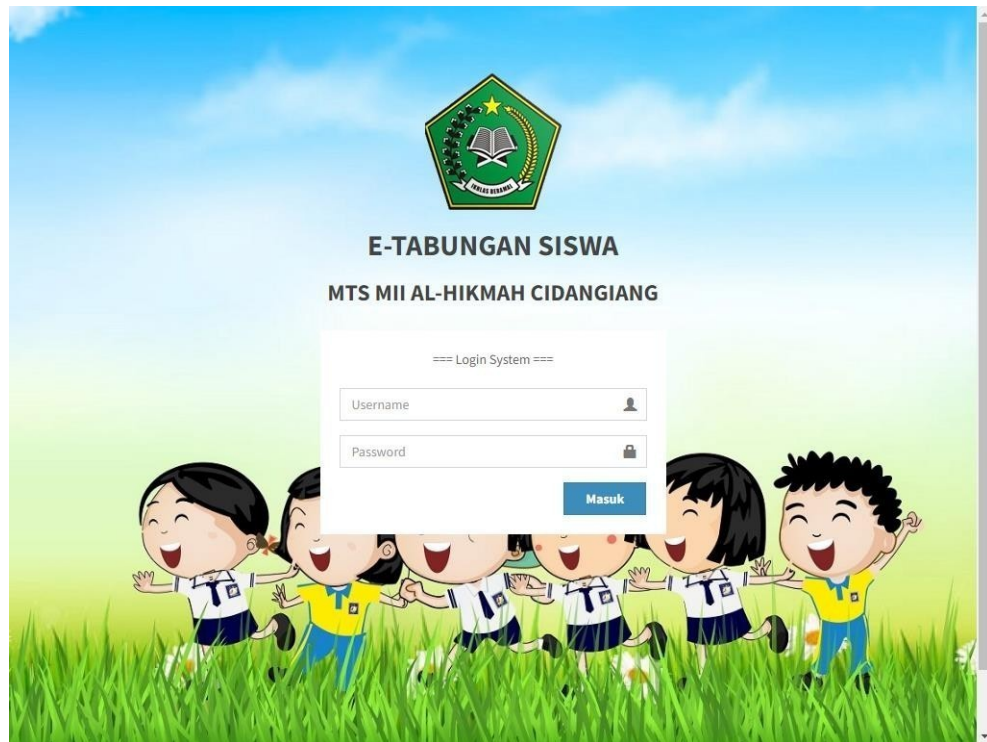 IKHLAS BERAMAL
E-TABUNGAN SISWA
MTS MII AL-HIKMAH CIDANGIANG
=== Login System ===
Username
Password
Masuk